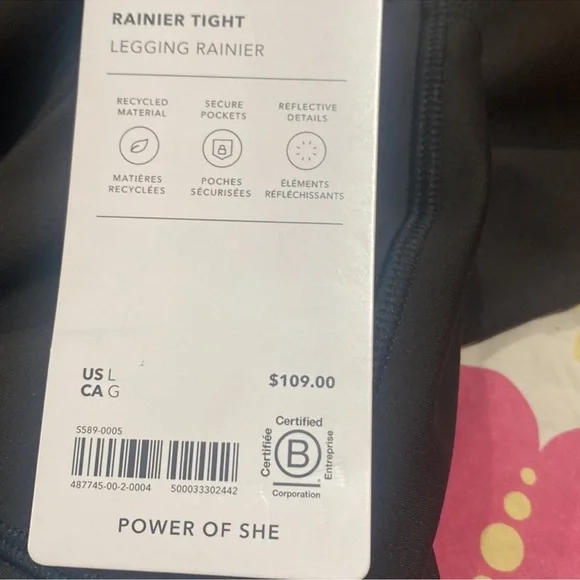 RAINIER TIGHT
LEGGING RAINIER
RECYCLED MATERIAL
SECURE POCKETS
REFLECTIVE DETAILS
MATIÈRES RECYCLÉES
POCHES SÉCURISÉES
ÉLÉMENTS RÉFLÉCHISSANTS
US L
CA G
$109.00
S589-0005
487745-00-2-0004
500033302442
Certified
Certifiée
B
Entreprise
Corporation
POWER OF SHE